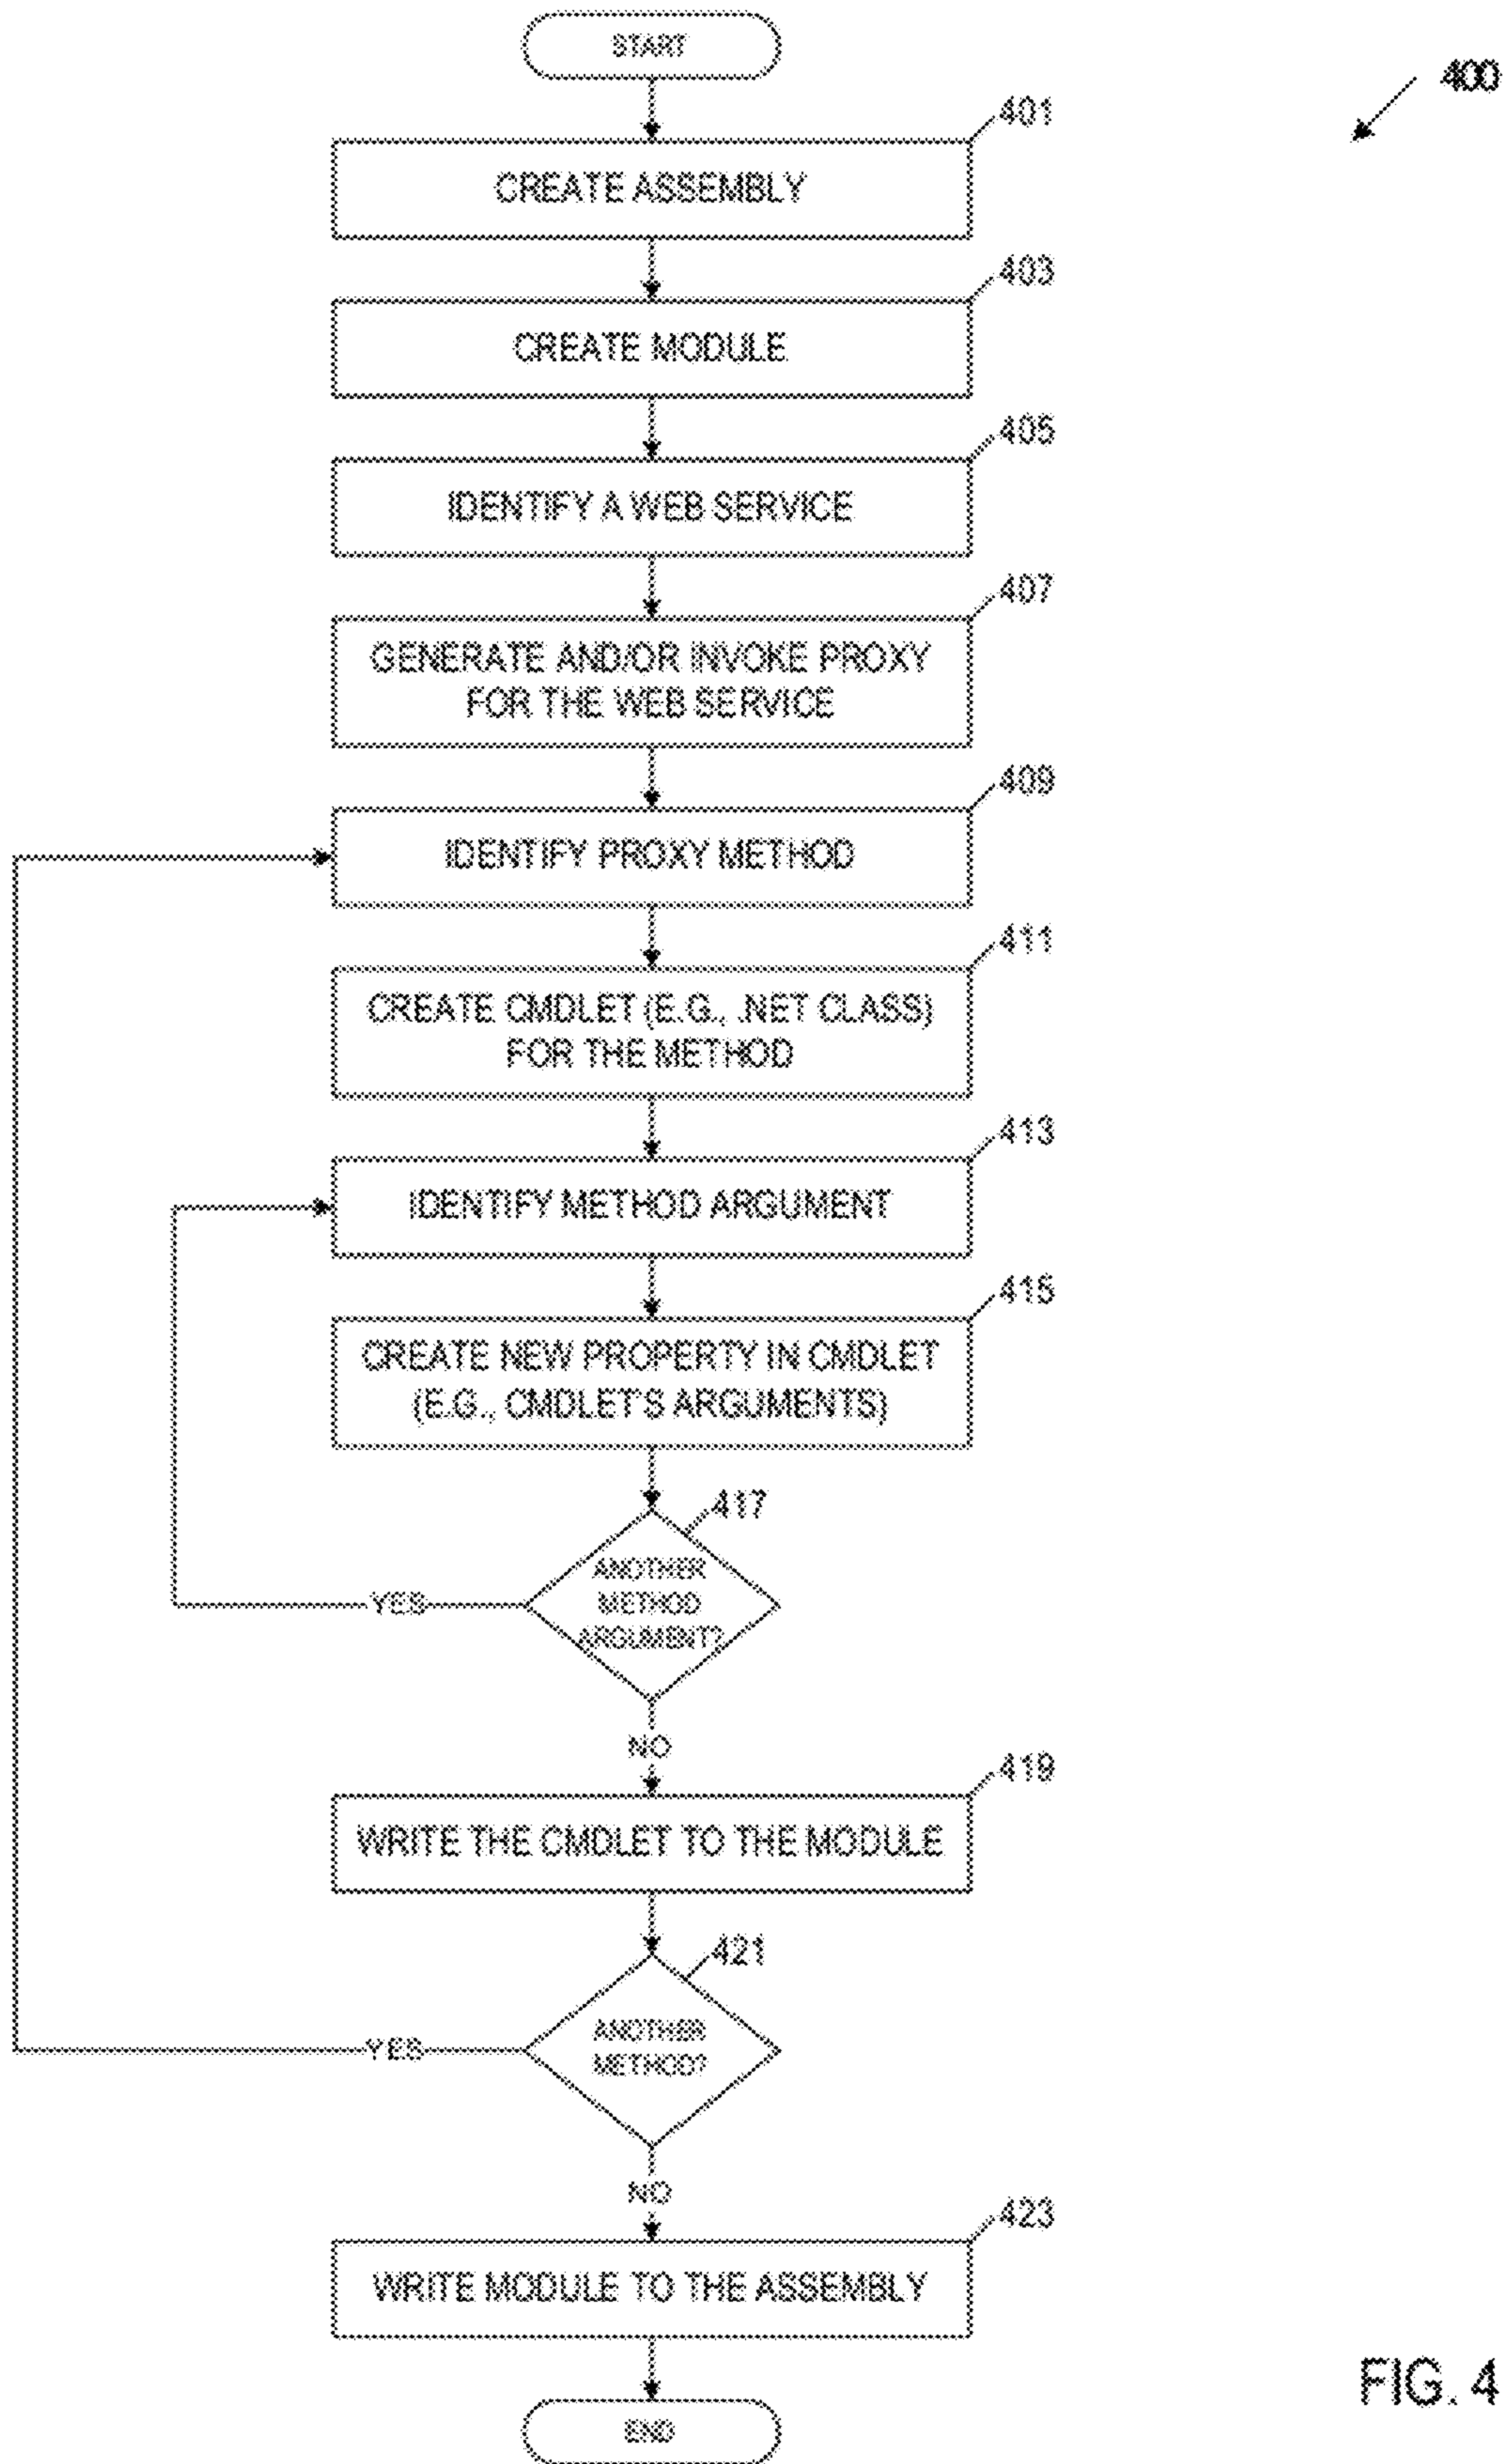 START
400
401
CREATE ASSEMBLY
403
CREATE MODULE
405
IDENTIFY A WEB SERVICE
407
GENERATE AND/OR INVOKE PROXY
FOR THE WEB SERVICE
409
IDENTIFY PROXY METHOD
411
CREATE CMDLET (E.G., .NET CLASS)
FOR THE METHOD
413
IDENTIFY METHOD ARGUMENT
415
CREATE NEW PROPERTY IN CMDLET
(E.G., CMDLET'S ARGUMENTS)
417
ANOTHER
METHOD
ARGUMENT?
YES
NO
419
WRITE THE CMDLET TO THE MODULE
421
ANOTHER
METHOD?
YES
NO
423
WRITE MODULE TO THE ASSEMBLY
END
FIG. 4